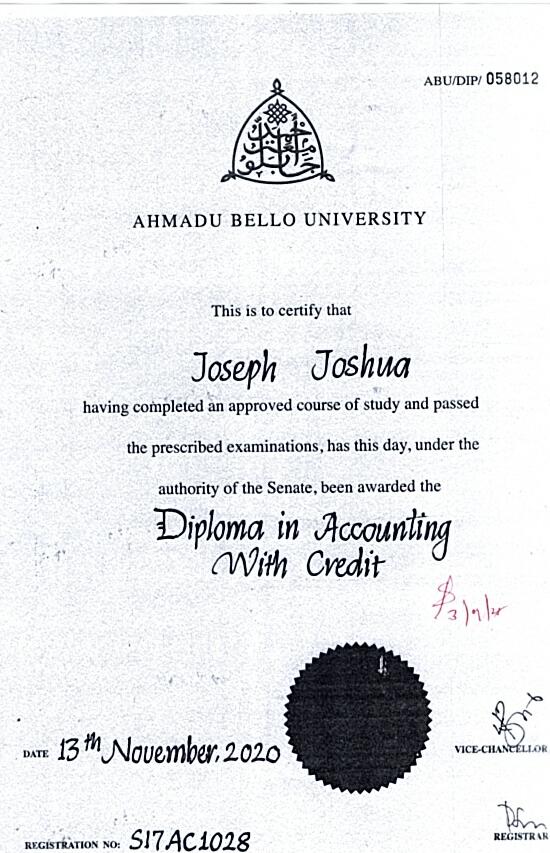 ABU/DIP/ 058012
AHMADU BELLO UNIVERSITY
This is to certify that
Joseph Joshua
having completed an approved course of study and passed
the prescribed examinations, has this day, under the
authority of the Senate, been awarded the
Diploma in Accounting
With Credit
DATE 13th November, 2020
VICE-CHANCELLOR
REGISTRAR
REGISTRATION NO: S17AC1028